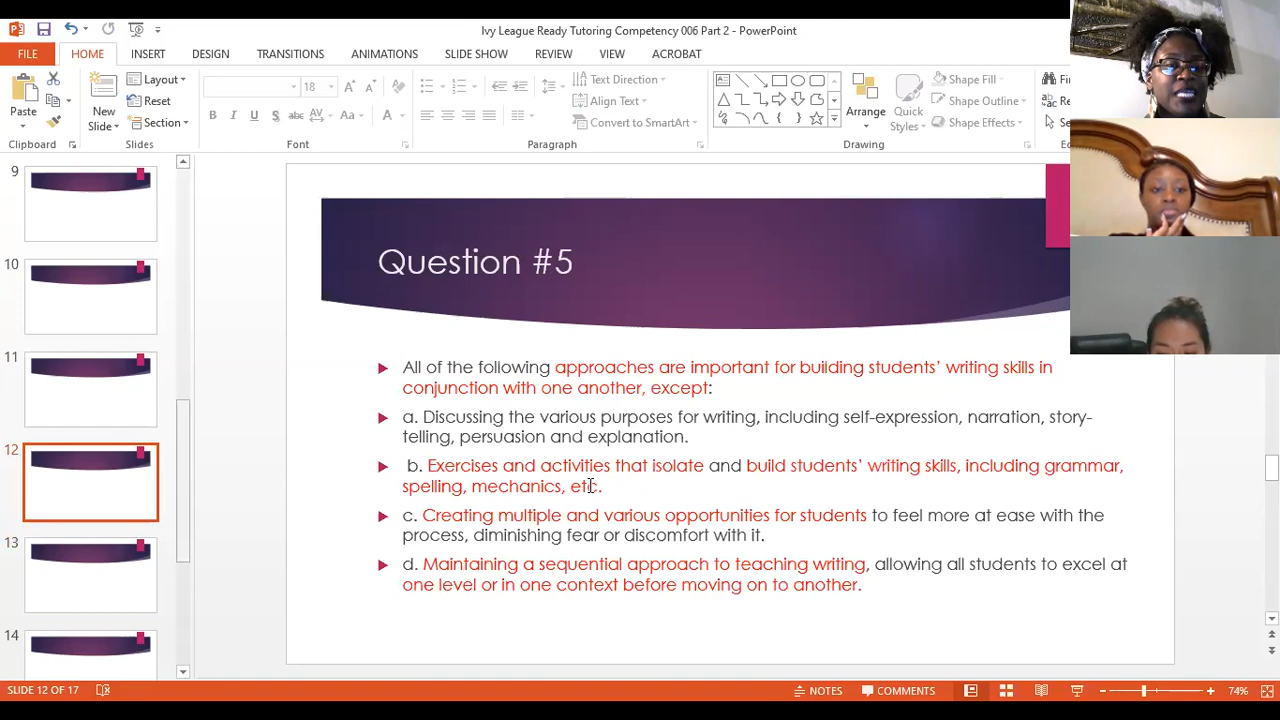 Ivy League Ready Tutoring Competency 006 Part 2 - PowerPoint
FILE HOME INSERT DESIGN TRANSITIONS ANIMATIONS SLIDE SHOW REVIEW VIEW ACROBAT
Paste
New
Slide
Layout
Reset
Section
18
B I U S abc AV Aa A
Text Direction
Align Text
Convert to SmartArt
Arrange
Quick
Styles
Shape Fill
Shape Outline
Shape Effects
Clipboard Slides Font Paragraph Drawing
9
10
11
12
13
14
Question #5
All of the following approaches are important for building students' writing skills in
conjunction with one another, except:
a. Discussing the various purposes for writing, including self-expression, narration, story-
telling, persuasion and explanation.
b. Exercises and activities that isolate and build students' writing skills, including grammar,
spelling, mechanics, etc.
c. Creating multiple and various opportunities for students to feel more at ease with the
process, diminishing fear or discomfort with it.
d. Maintaining a sequential approach to teaching writing, allowing all students to excel at
one level or in one context before moving on to another.
SLIDE 12 OF 17 NOTES COMMENTS 74%